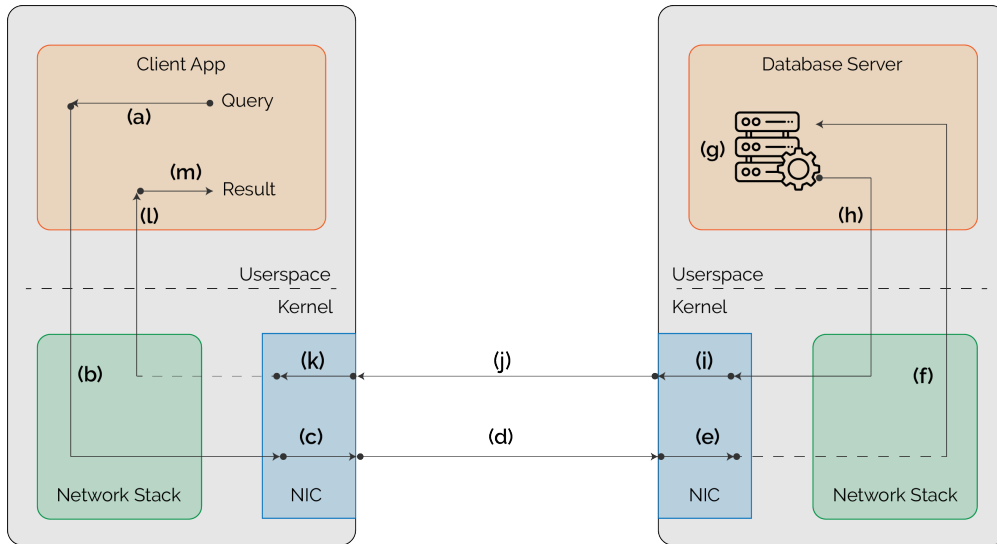 Client App
Database Server
Query
(a)
(g)
(m)
Result
(l)
(h)
Userspace
Userspace
Kernel
Kernel
(k)
(j)
(i)
(b)
(f)
(c)
(d)
(e)
Network Stack
NIC
NIC
Network Stack